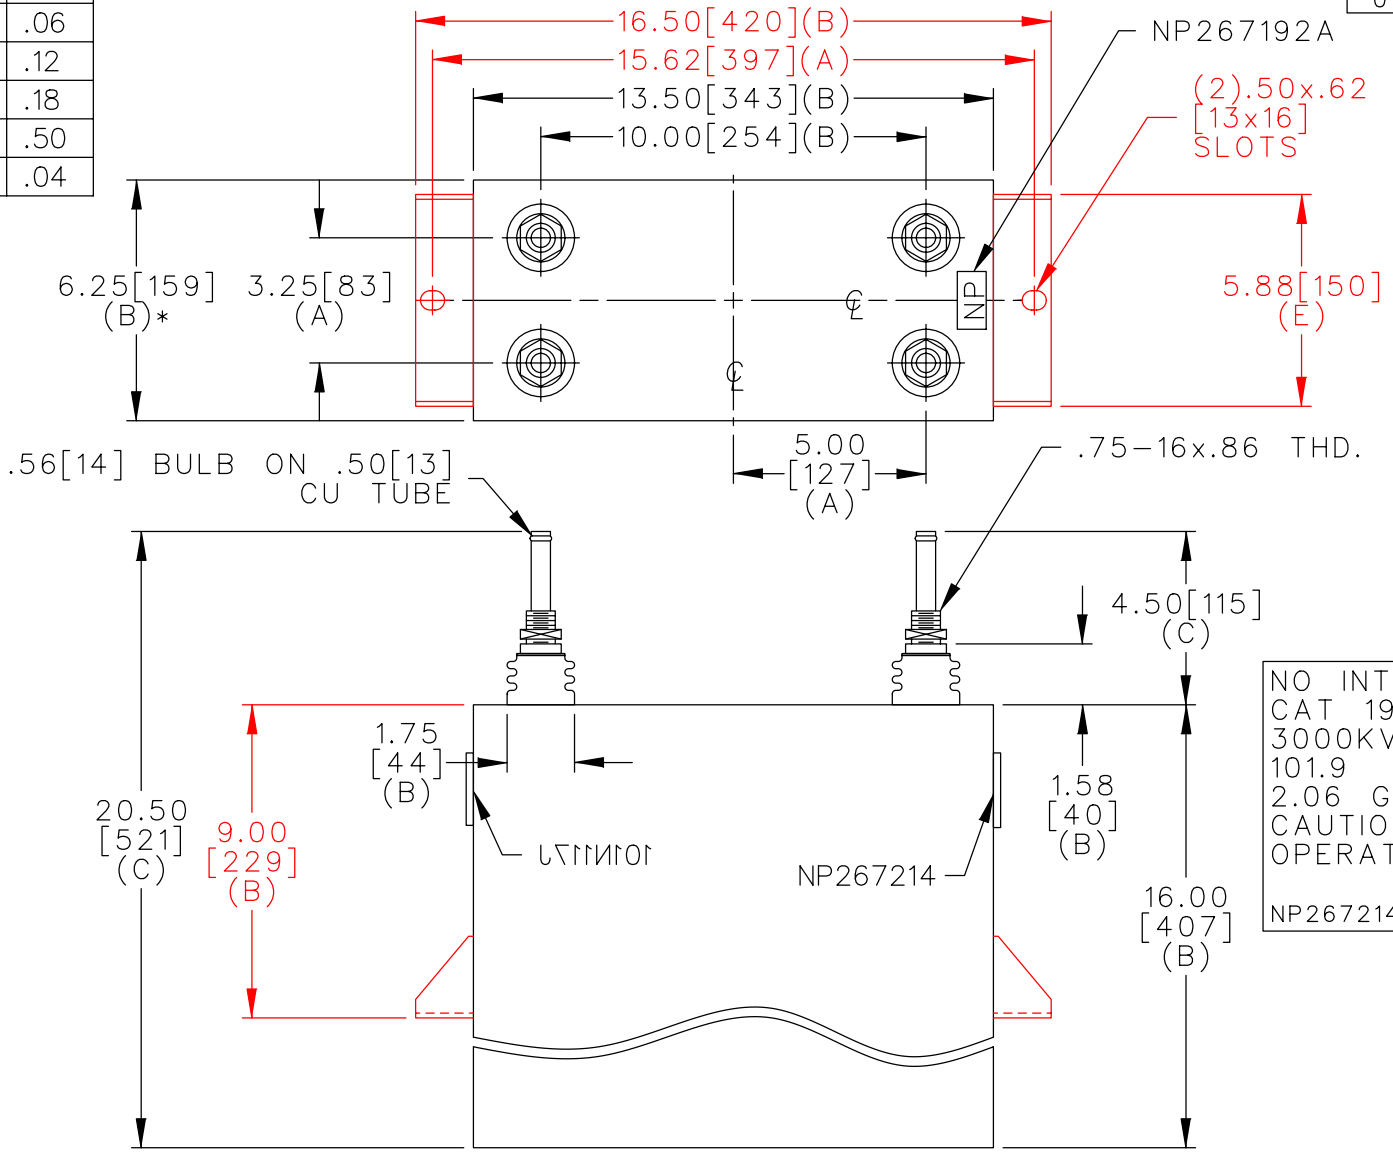 .06
.12
.18
.50
.04
16.50[420](B)
15.62[397](A)
13.50[343](B)
10.00[254](B)
NP267192A
(2).50x.62
[13x16]
SLOTS
6.25[159]
(B)*
3.25[83]
(A)
NP
5.88[150]
(E)
.56[14] BULB ON .50[13]
CU TUBE
5.00
[127]
(A)
.75-16x.86 THD.
4.50[115]
(C)
1.75
[44]
(B)
1.58
[40]
(B)
20.50
[521]
(C)
9.00
[229]
(B)
101N117J
NP267214
16.00
[407]
(B)
NO INT
CAT 19
3000KV
101.9
2.06 G
CAUTIO
OPERAT
NP267214